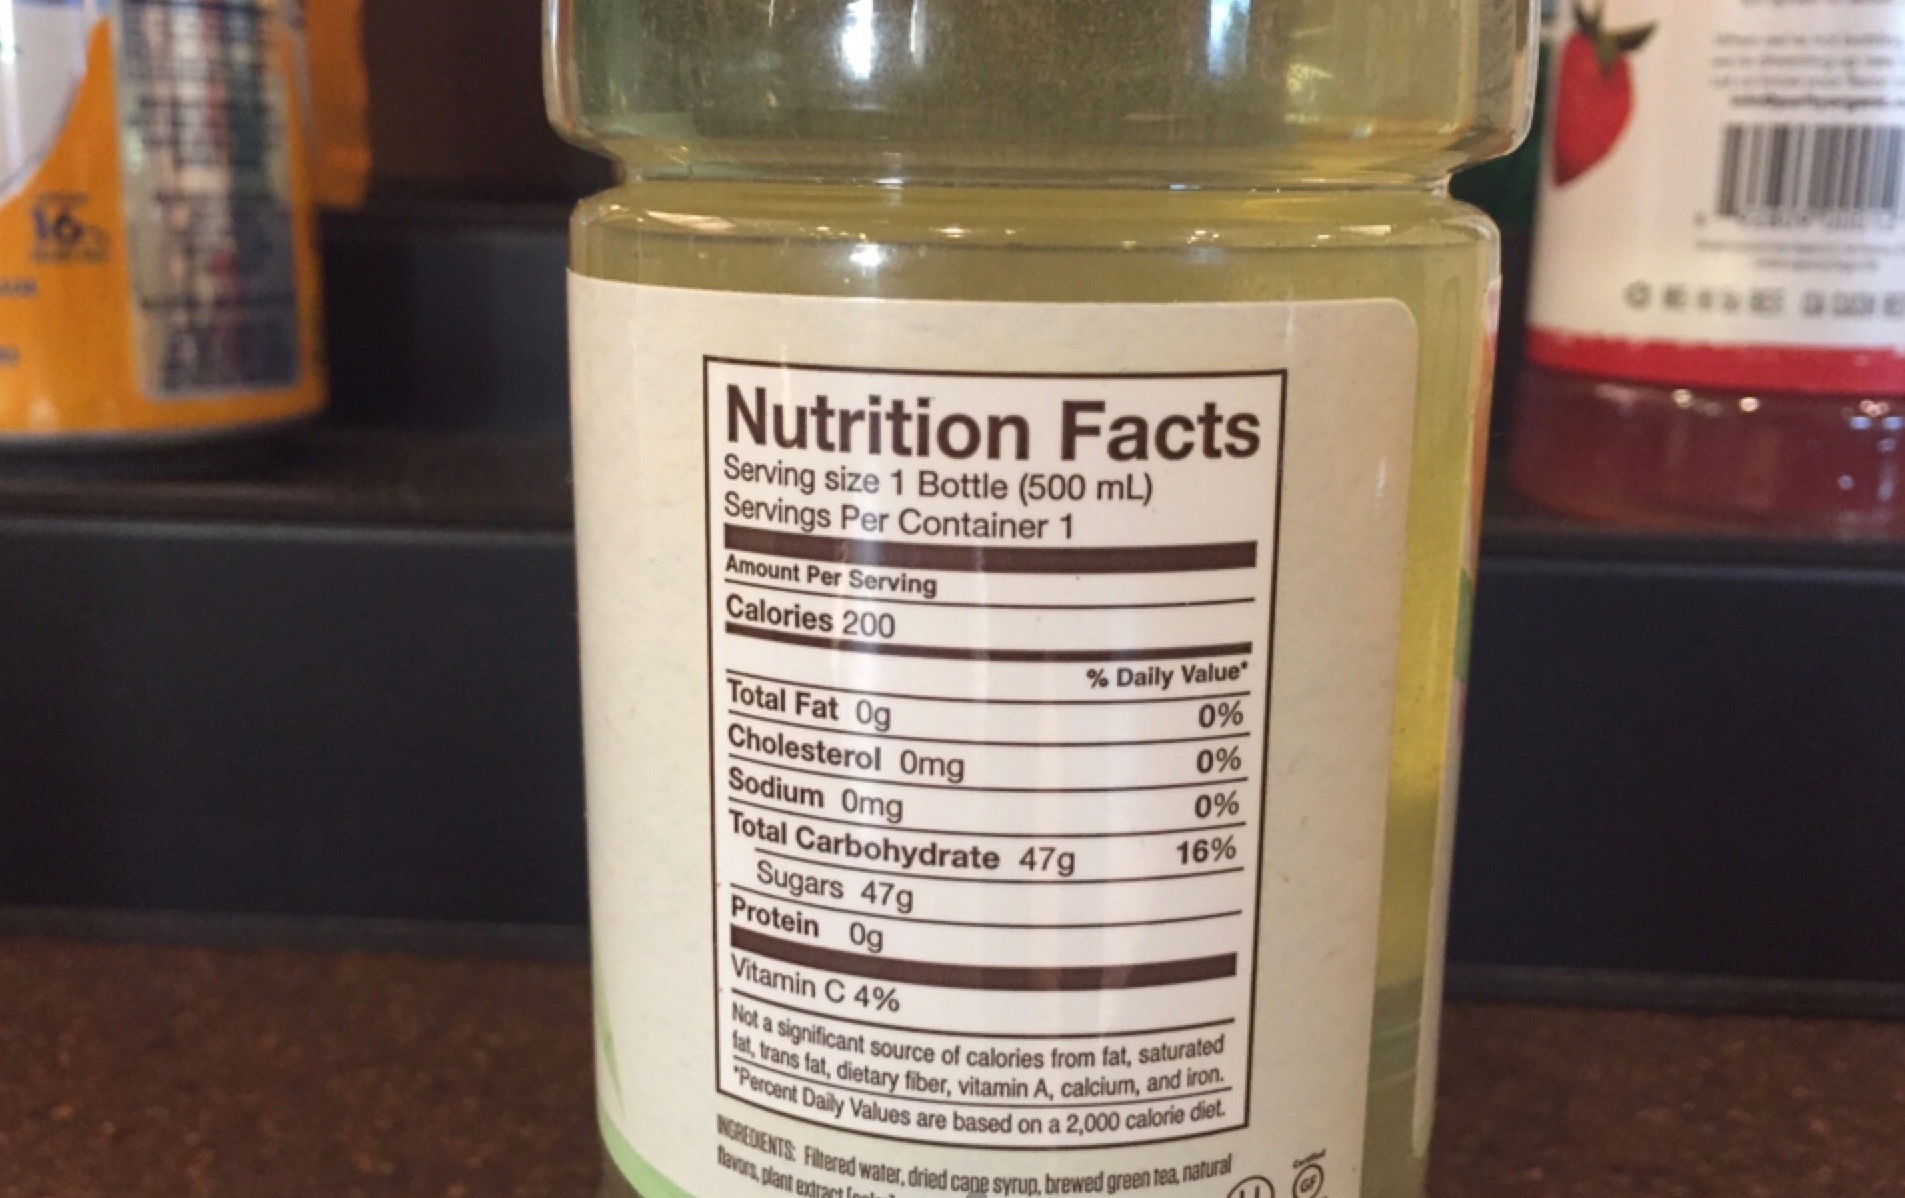 16%
Nutrition Facts
Serving size 1 Bottle (500 mL)
Servings Per Container 1
Amount Per Serving
Calories 200
% Daily Value*
Total Fat 0g 0%
Cholesterol 0mg 0%
Sodium 0mg 0%
Total Carbohydrate 47g 16%
Sugars 47g
Protein 0g
Vitamin C 4%
Not a significant source of calories from fat, saturated
fat, trans fat, dietary fiber, vitamin A, calcium, and iron.
*Percent Daily Values are based on a 2,000 calorie diet.
INGREDIENTS: Filtered water, dried cane syrup, brewed green tea, natural
flavors, plant extract
Certified
GF